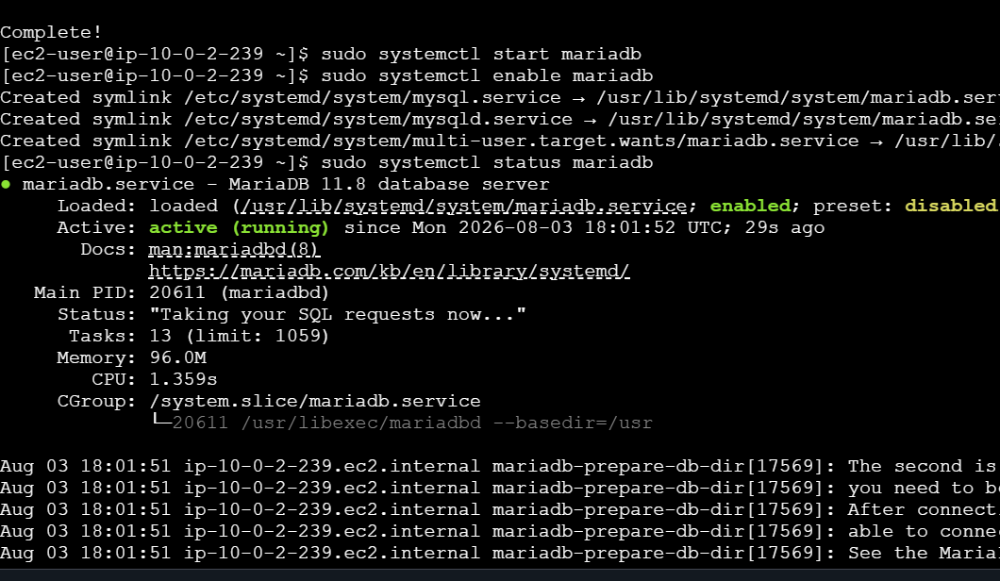 Complete!
[ec2-user@ip-10-0-2-239 ~]$ sudo systemctl start mariadb
[ec2-user@ip-10-0-2-239 ~]$ sudo systemctl enable mariadb
Created symlink /etc/systemd/system/mysql.service → /usr/lib/systemd/system/mariadb.ser
Created symlink /etc/systemd/system/mysqld.service → /usr/lib/systemd/system/mariadb.se
Created symlink /etc/systemd/system/multi-user.target.wants/mariadb.service → /usr/lib/
[ec2-user@ip-10-0-2-239 ~]$ sudo systemctl status mariadb
● mariadb.service - MariaDB 11.8 database server
Loaded: loaded (/usr/lib/systemd/system/mariadb.service; enabled; preset: disabled
Active: active (running) since Mon 2026-08-03 18:01:52 UTC; 29s ago
Docs: man:mariadbd(8)
https://mariadb.com/kb/en/library/systemd/
Main PID: 20611 (mariadbd)
Status: "Taking your SQL requests now..."
Tasks: 13 (limit: 1059)
Memory: 96.0M
CPU: 1.359s
CGroup: /system.slice/mariadb.service
└─20611 /usr/libexec/mariadbd --basedir=/usr
Aug 03 18:01:51 ip-10-0-2-239.ec2.internal mariadb-prepare-db-dir[17569]: The second is
Aug 03 18:01:51 ip-10-0-2-239.ec2.internal mariadb-prepare-db-dir[17569]: you need to be
Aug 03 18:01:51 ip-10-0-2-239.ec2.internal mariadb-prepare-db-dir[17569]: After connect
Aug 03 18:01:51 ip-10-0-2-239.ec2.internal mariadb-prepare-db-dir[17569]: able to conne
Aug 03 18:01:51 ip-10-0-2-239.ec2.internal mariadb-prepare-db-dir[17569]: See the Maria